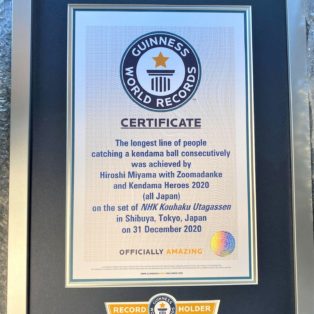 GUINNESS
WORLD RECORDS
CERTIFICATE
The longest line of people
catching a kendama ball consecutively
was achieved by
Hiroshi Miyama with Zoomadanke
and Kendama Heroes 2020
(all Japan)
on the set of NHK Kouhaku Utagassen
in Shibuya, Tokyo, Japan
on 31 December 2020
OFFICIALLY AMAZING
GUINNESS
RECORD HOLDER